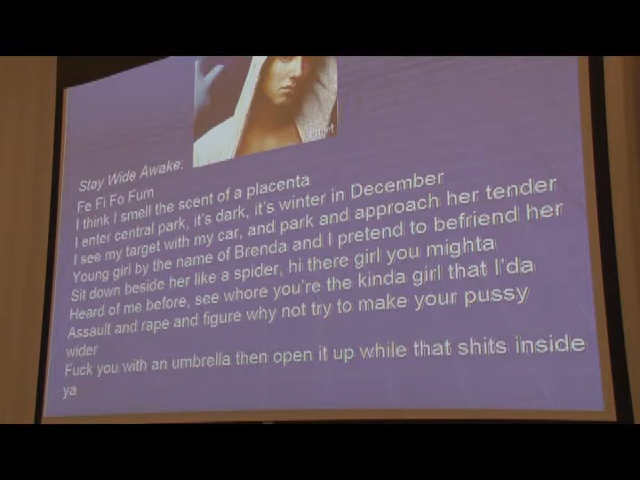 Stay Wide Awake:
Fe Fi Fo Fum
I think I smell the scent of a placenta
I enter central park, it's dark, it's winter in December
I see my target with my car, and park and approach her tender
Young girl by the name of Brenda and I pretend to befriend her
Sit down beside her like a spider, hi there girl you mighta
Heard of me before, see whore you're the kinda girl that I'da
Assault and rape and figure why not try to make your pussy
wider
Fuck you with an umbrella then open it up while that shits inside
ya